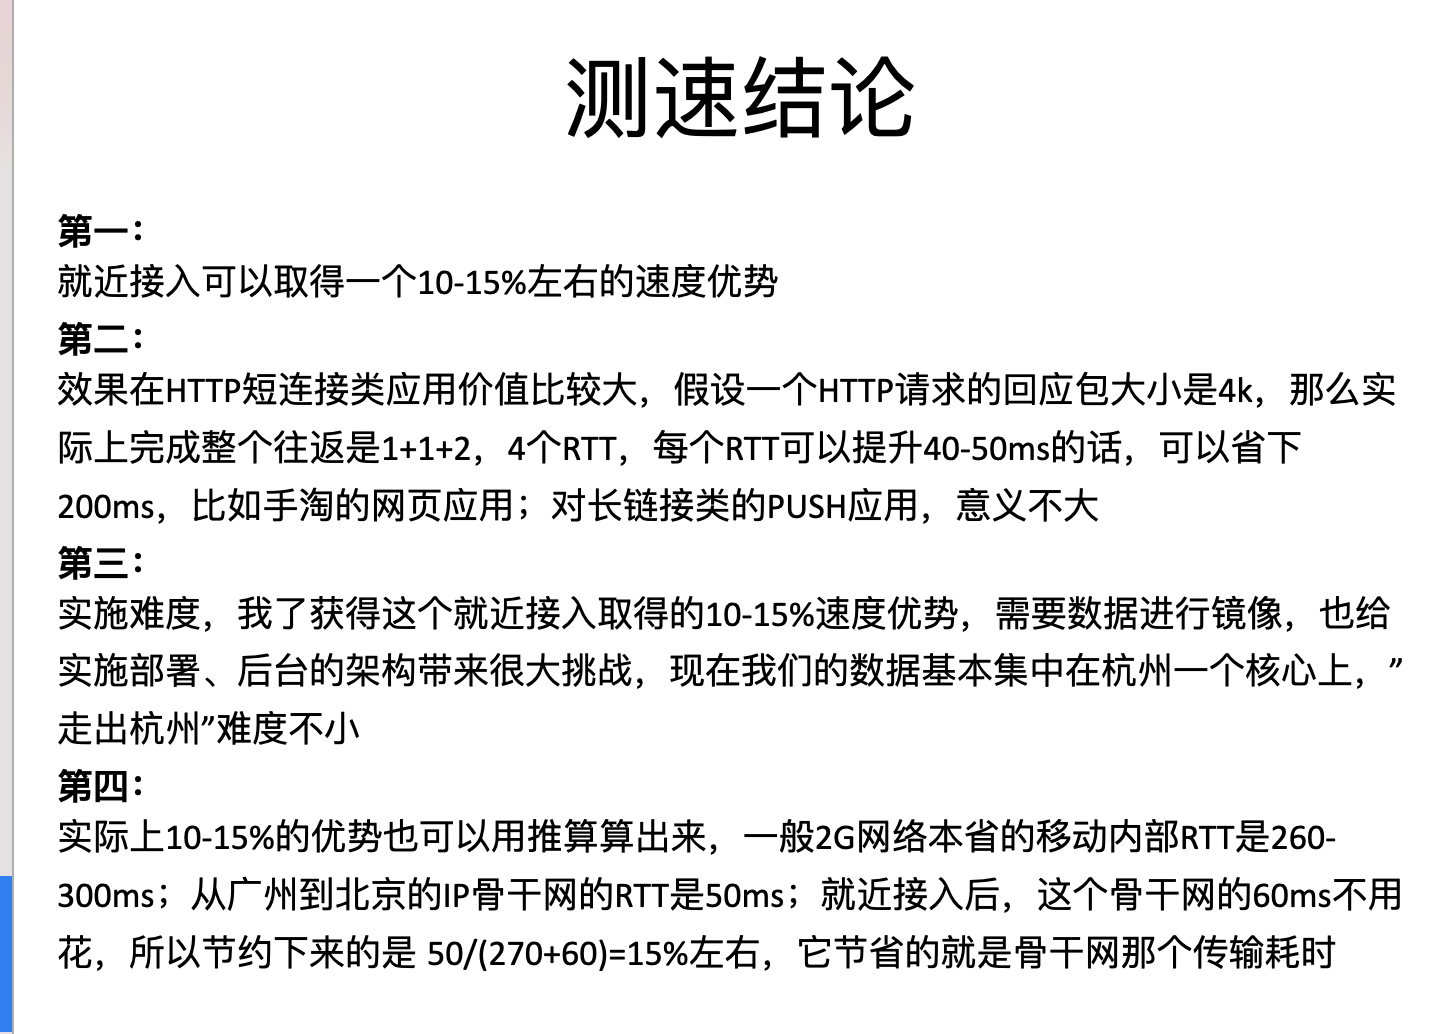 测速结论
第一：
就近接入可以取得一个10-15%左右的速度优势
第二：
效果在HTTP短连接类应用价值比较大，假设一个HTTP请求的回应包大小是4k，那么实
际上完成整个往返是1+1+2，4个RTT，每个RTT可以提升40-50ms的话，可以省下
200ms，比如手淘的网页应用；对长链接类的PUSH应用，意义不大
第三：
实施难度，我了获得这个就近接入取得的10-15%速度优势，需要数据进行镜像，也给
实施部署、后台的架构带来很大挑战，现在我们的数据基本集中在杭州一个核心上，”
走出杭州”难度不小
第四：
实际上10-15%的优势也可以用推算算出来，一般2G网络本省的移动内部RTT是260-
300ms；从广州到北京的IP骨干网的RTT是50ms；就近接入后，这个骨干网的60ms不用
花，所以节约下来的是 50/(270+60)=15%左右，它节省的就是骨干网那个传输耗时